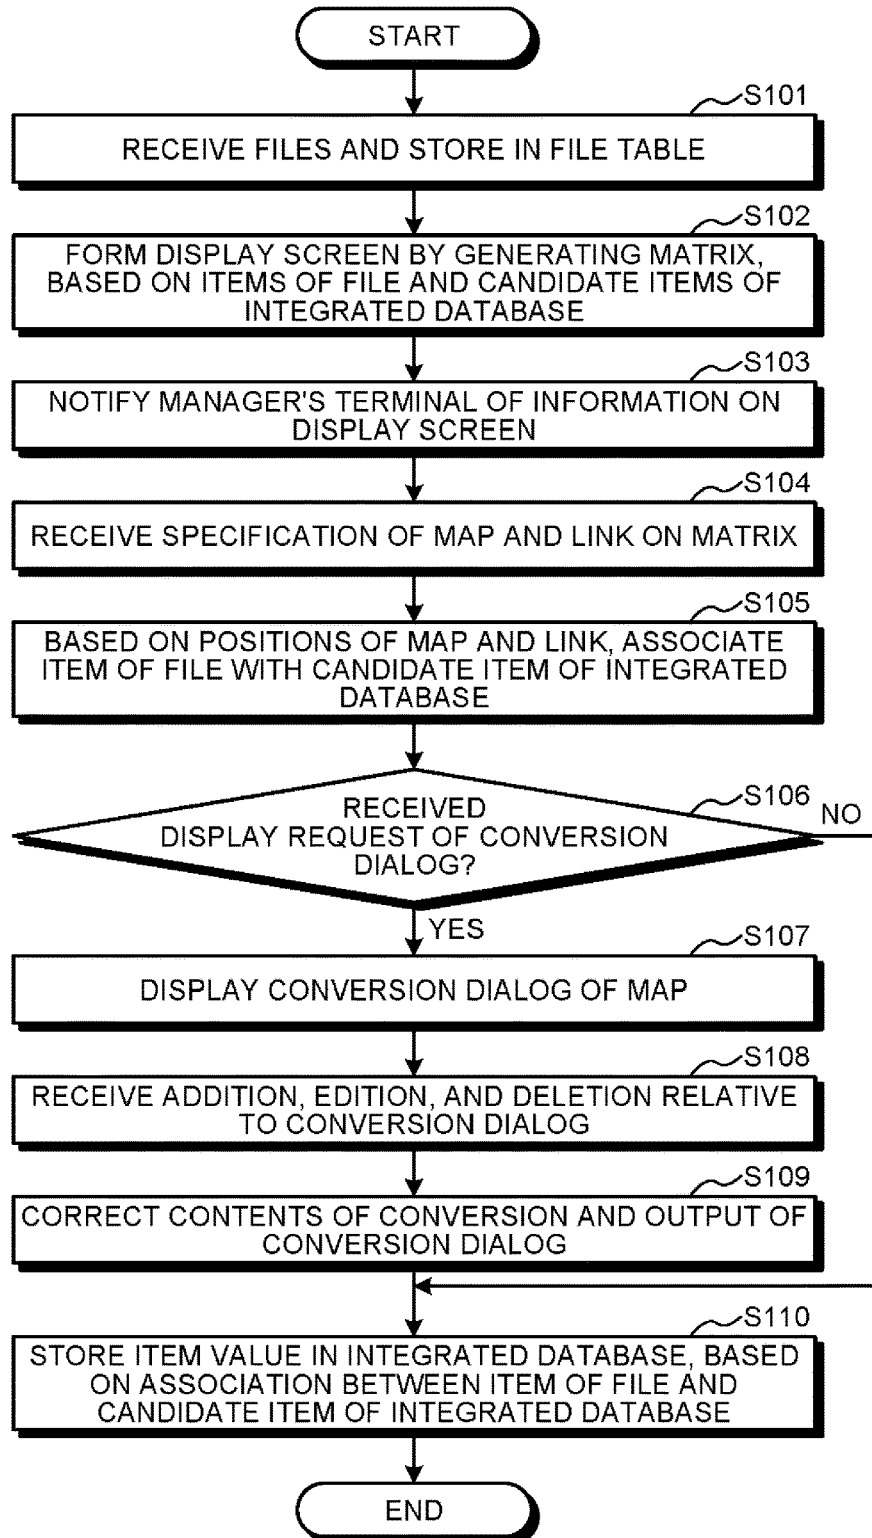 START
S101
RECEIVE FILES AND STORE IN FILE TABLE
S102
FORM DISPLAY SCREEN BY GENERATING MATRIX,
BASED ON ITEMS OF FILE AND CANDIDATE ITEMS OF
INTEGRATED DATABASE
S103
NOTIFY MANAGER'S TERMINAL OF INFORMATION ON
DISPLAY SCREEN
S104
RECEIVE SPECIFICATION OF MAP AND LINK ON MATRIX
S105
BASED ON POSITIONS OF MAP AND LINK, ASSOCIATE
ITEM OF FILE WITH CANDIDATE ITEM OF INTEGRATED
DATABASE
S106
RECEIVED
DISPLAY REQUEST OF CONVERSION
DIALOG?
NO
YES
S107
DISPLAY CONVERSION DIALOG OF MAP
S108
RECEIVE ADDITION, EDITION, AND DELETION RELATIVE
TO CONVERSION DIALOG
S109
CORRECT CONTENTS OF CONVERSION AND OUTPUT OF
CONVERSION DIALOG
S110
STORE ITEM VALUE IN INTEGRATED DATABASE, BASED
ON ASSOCIATION BETWEEN ITEM OF FILE AND
CANDIDATE ITEM OF INTEGRATED DATABASE
END